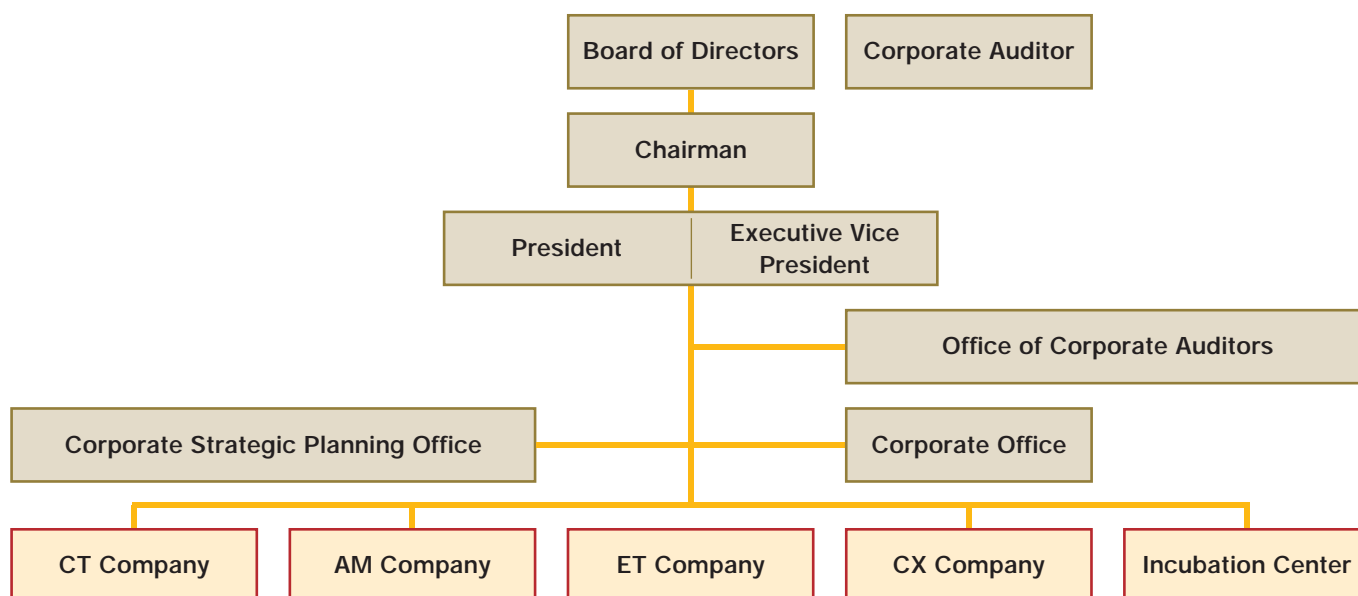 Board of Directors
Corporate Auditor
Chairman
President
Executive Vice
President
Office of Corporate Auditors
Corporate Strategic Planning Office
Corporate Office
CT Company
AM Company
ET Company
CX Company
Incubation Center